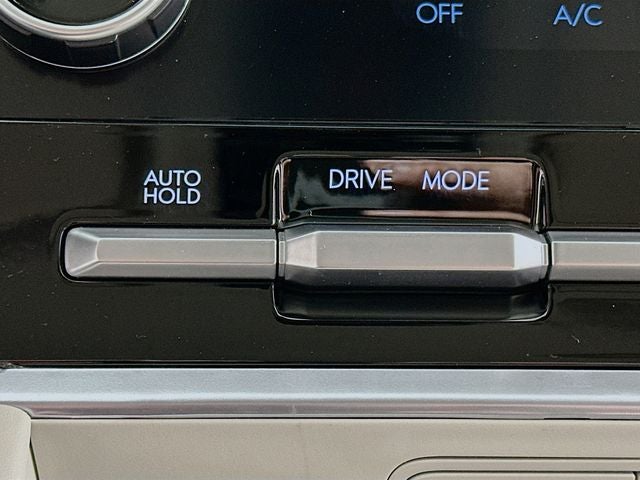 OFF A/C
AUTO
HOLD
DRIVE MODE